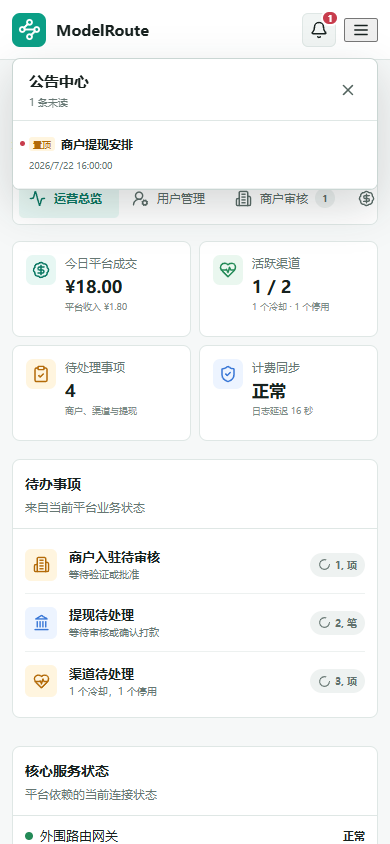 ModelRoute
1
公告中心
1 条未读
置顶 商户提现安排
2026/7/22 16:00:00
运营总览 用户管理 商户审核 1
今日平台成交
¥18.00
平台收入 ¥1.80
活跃渠道
1 / 2
1 个冷却 · 1 个停用
待处理事项
4
商户、渠道与提现
计费同步
正常
日志延迟 16 秒
待办事项
来自当前平台业务状态
商户入驻待审核
等待验证或批准
1, 项
提现待处理
等待审核或确认打款
2, 笔
渠道待处理
1 个冷却，1 个停用
3, 项
核心服务状态
平台依赖的当前连接状态
外围路由网关 正常